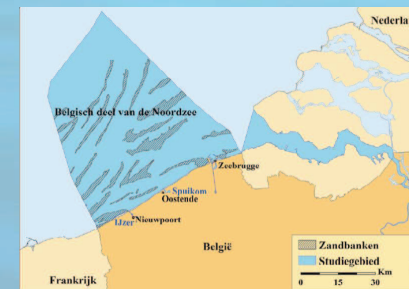 Nederla
Belgisch deel van de Noordzee
Zeebrugge
Spuikom
Oostende
Nieuwpoort
IJzer
België
Frankrijk
Zandbanken
Studiegebied
Km
0 15 30